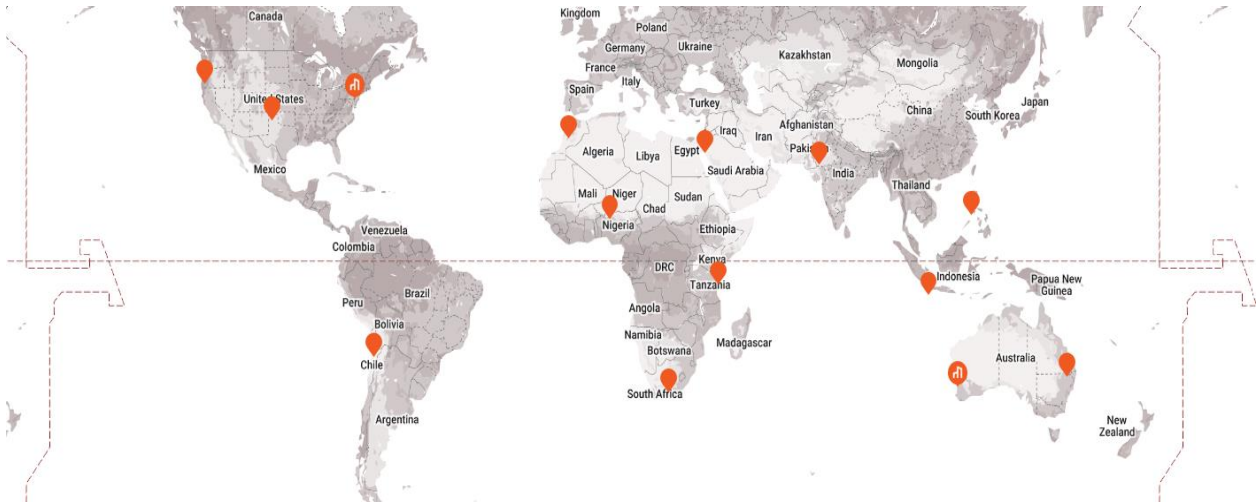 Canada
United States
Mexico
Venezuela
Colombia
Peru
Brazil
Bolivia
Chile
Argentina
Kingdom
Poland
Germany
Ukraine
France
Italy
Spain
Turkey
Kazakhstan
Mongolia
China
Japan
South Korea
Afghanistan
Iraq
Iran
Pakistan
India
Thailand
Algeria
Libya
Egypt
Saudi Arabia
Mali
Niger
Chad
Sudan
Nigeria
Ethiopia
Kenya
DRC
Tanzania
Angola
Namibia
Botswana
Madagascar
South Africa
Indonesia
Papua New
Guinea
Australia
New
Zealand